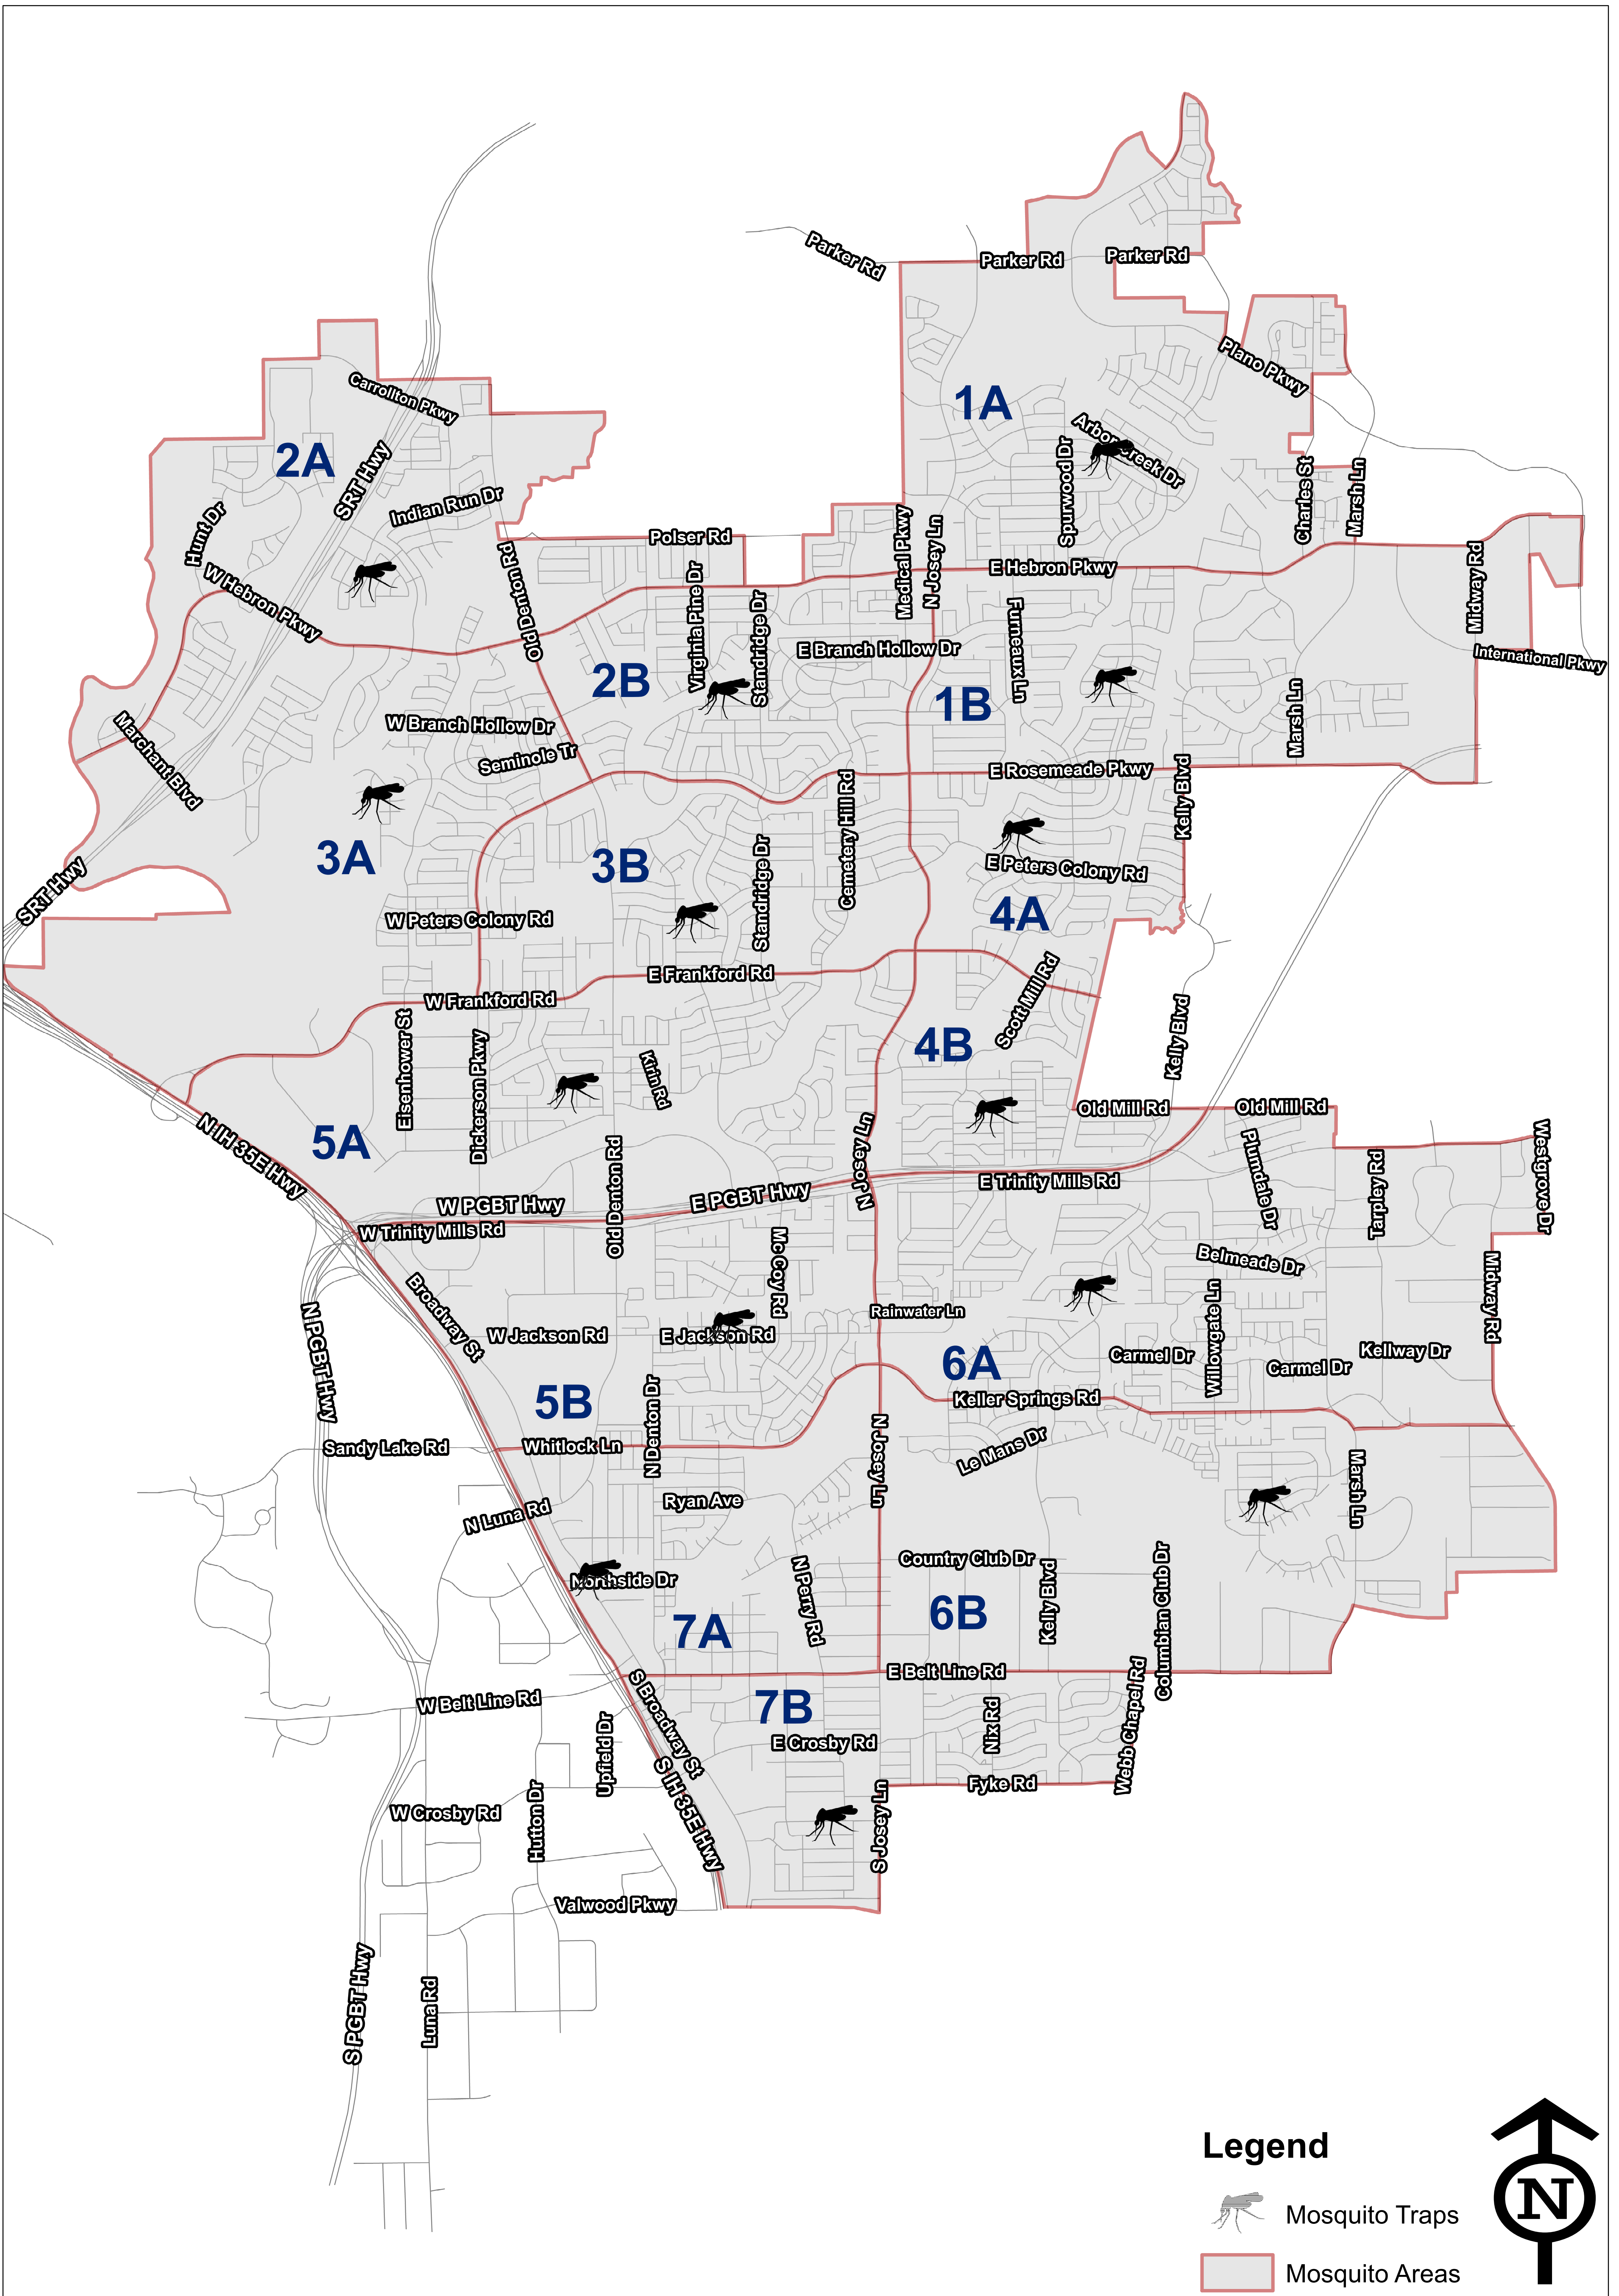 Parker Rd
Parker Rd
Parker Rd
Plano Pkwy
Carrollton Pkwy
1A
2A
SRT Hwy
Arbor Creek Dr
Spurwood Dr
Charles St
Marsh Ln
Indian Run Dr
Hunt Dr
W Hebron Pkwy
Old Denton Rd
Polser Rd
Medical Pkwy
N Josey Ln
E Hebron Pkwy
Midway Rd
Virginia Pine Dr
Standridge Dr
E Branch Hollow Dr
Furneaux Ln
International Pkwy
2B
1B
Marsh Ln
Marchant Blvd
W Branch Hollow Dr
Seminole Tr
E Rosemeade Pkwy
Kelly Blvd
Cemetery Hill Rd
3A
3B
Standridge Dr
E Peters Colony Rd
SRT Hwy
W Peters Colony Rd
4A
E Frankford Rd
W Frankford Rd
Scott Mill Rd
4B
Kelly Blvd
Eisenhower St
Dickerson Pkwy
Kirin Rd
Old Mill Rd
Old Mill Rd
N IH 35E Hwy
5A
Old Denton Rd
N Josey Ln
Plumdale Dr
Tarpley Rd
Westgrove Dr
E Trinity Mills Rd
W PGBT Hwy
E PGBT Hwy
W Trinity Mills Rd
Mc Coy Rd
Belmeade Dr
Midway Rd
Broadway St
N PGBT Hwy
Rainwater Ln
W Jackson Rd
E Jackson Rd
Willowgate Ln
Carmel Dr
Carmel Dr
Kellway Dr
6A
5B
N Denton Dr
Keller Springs Rd
Sandy Lake Rd
Whitlock Ln
N Josey Ln
Le Mans Dr
Marsh Ln
Ryan Ave
N Luna Rd
Country Club Dr
Northside Dr
N Perry Rd
Kelly Blvd
Columbian Club Dr
6B
7A
E Belt Line Rd
W Belt Line Rd
S Broadway St
7B
Nix Rd
Webb Chapel Rd
E Crosby Rd
Upfield Dr
S IH 35E Hwy
Fyke Rd
W Crosby Rd
Hutton Dr
S Josey Ln
Valwood Pkwy
S PGBT Hwy
Luna Rd
Legend
Mosquito Traps
Mosquito Areas
N